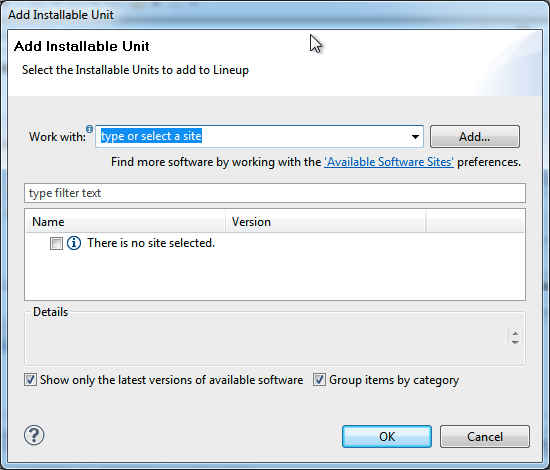 Add Installable Unit
Add Installable Unit
Select the Installable Units to add to Lineup
Work with: type or select a site Add...
Find more software by working with the 'Available Software Sites' preferences.
type filter text
Name Version
There is no site selected.
Details
Show only the latest versions of available software Group items by category
OK Cancel